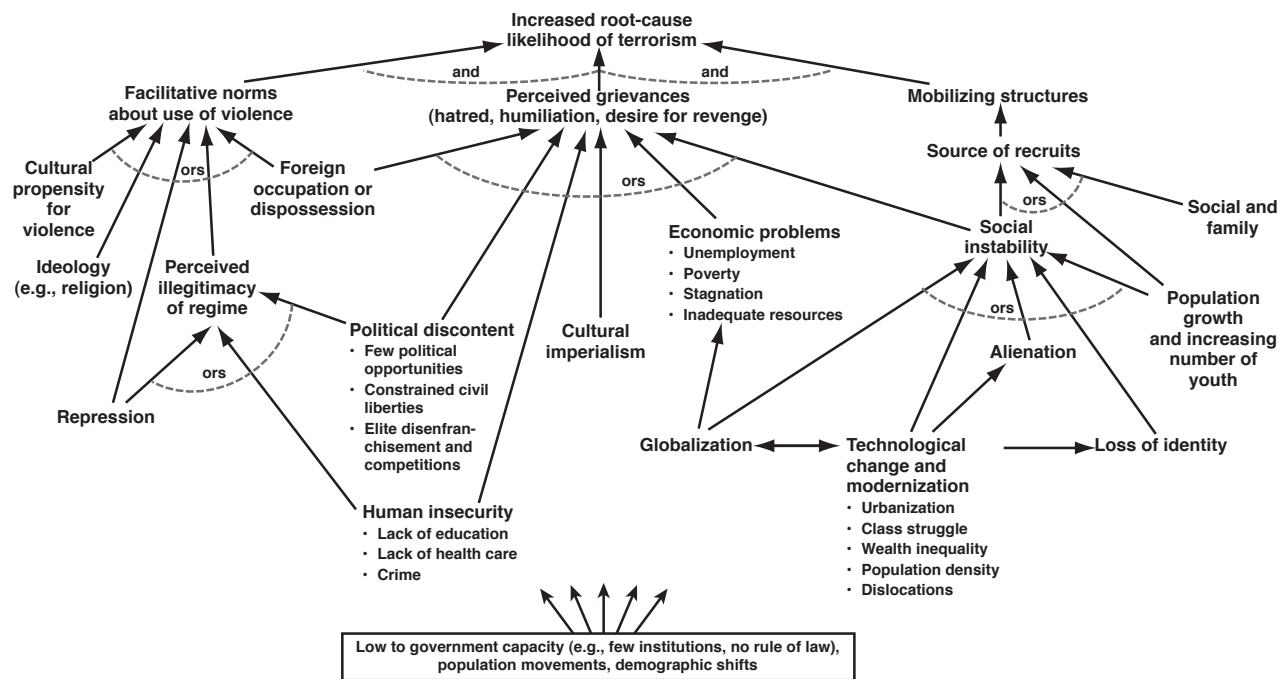 Increased root-cause
likelihood of terrorism
and
and
Facilitative norms
about use of violence
Perceived grievances
(hatred, humiliation, desire for revenge)
Mobilizing structures
Source of recruits
Cultural
propensity
for
violence
ors
Foreign
occupation or
dispossession
ors
ors
Social and
family
Social
instability
Ideology
(e.g., religion)
Perceived
illegitimacy
of regime
Economic problems
· Unemployment
· Poverty
· Stagnation
· Inadequate resources
ors
Population
growth
and increasing
number of
youth
Political discontent
· Few political
opportunities
· Constrained civil
liberties
· Elite disenfran-
chisement and
competitions
Cultural
imperialism
Alienation
ors
Repression
Globalization
Technological
change and
modernization
· Urbanization
· Class struggle
· Wealth inequality
· Population density
· Dislocations
Loss of identity
Human insecurity
· Lack of education
· Lack of health care
· Crime
Low to government capacity (e.g., few institutions, no rule of law),
population movements, demographic shifts